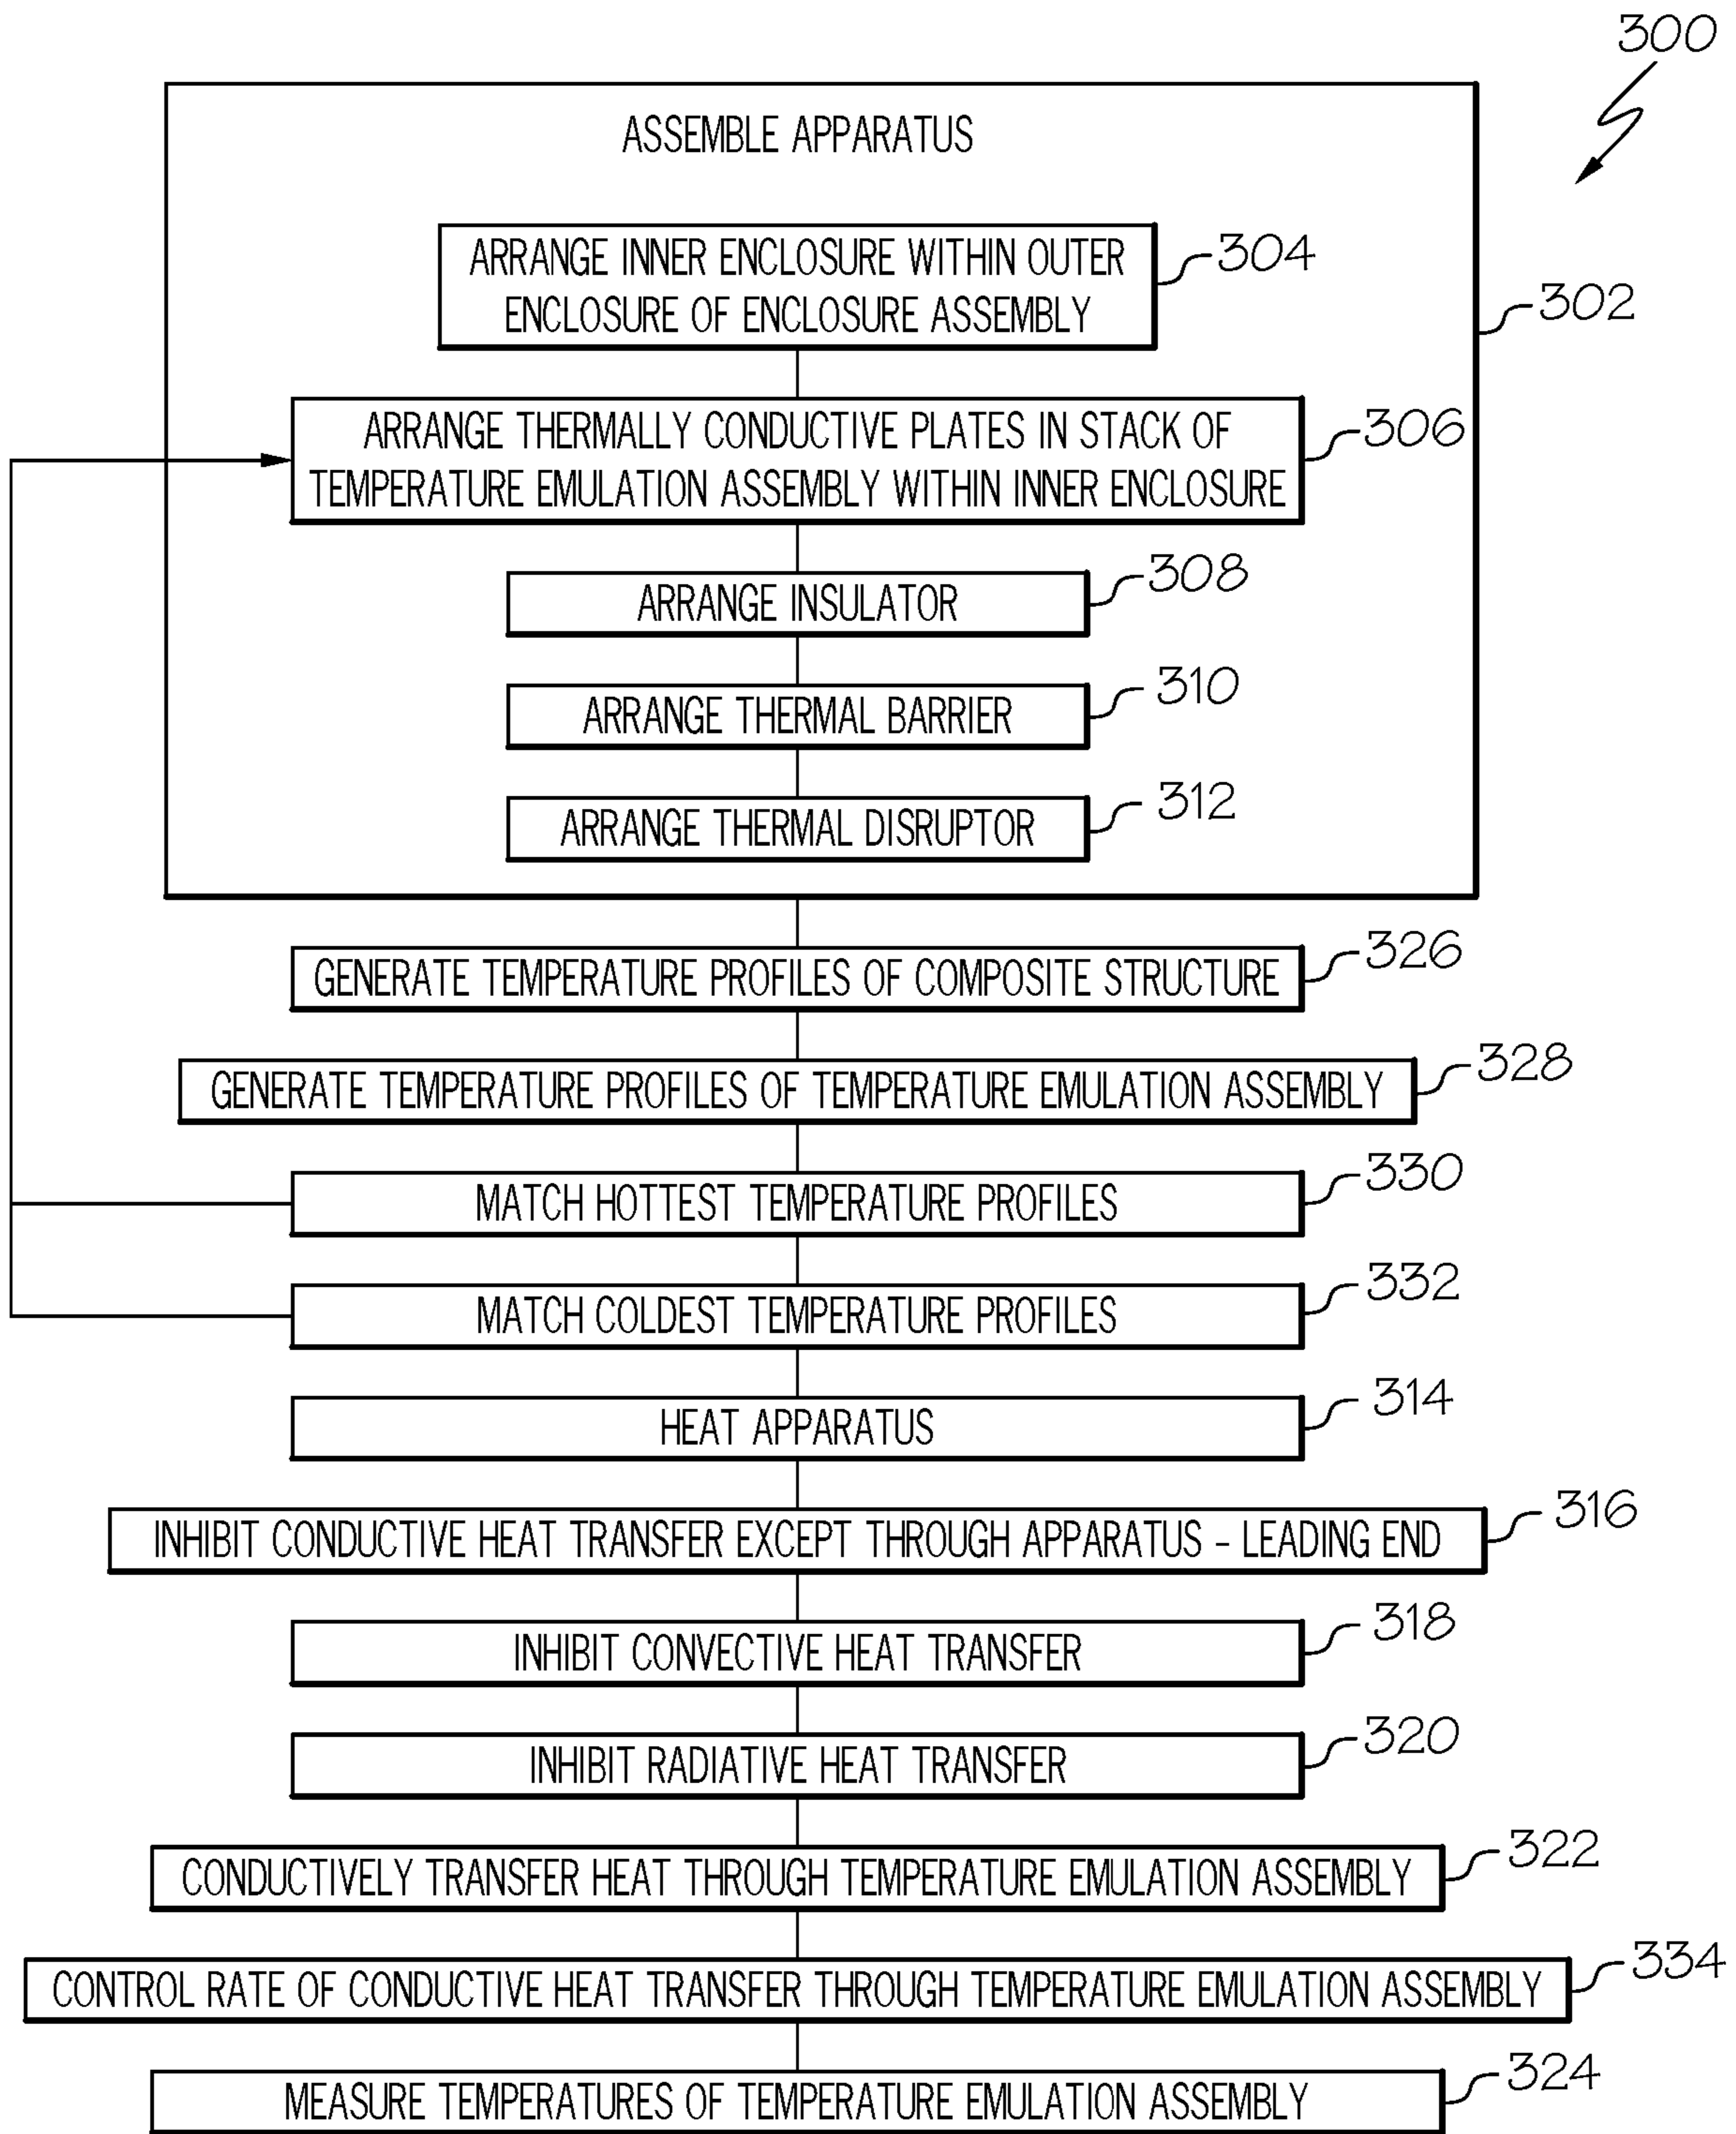 300
ASSEMBLE APPARATUS
ARRANGE INNER ENCLOSURE WITHIN OUTER
ENCLOSURE OF ENCLOSURE ASSEMBLY
304
302
ARRANGE THERMALLY CONDUCTIVE PLATES IN STACK OF
TEMPERATURE EMULATION ASSEMBLY WITHIN INNER ENCLOSURE
306
ARRANGE INSULATOR
308
ARRANGE THERMAL BARRIER
310
ARRANGE THERMAL DISRUPTOR
312
GENERATE TEMPERATURE PROFILES OF COMPOSITE STRUCTURE
326
GENERATE TEMPERATURE PROFILES OF TEMPERATURE EMULATION ASSEMBLY
328
MATCH HOTTEST TEMPERATURE PROFILES
330
MATCH COLDEST TEMPERATURE PROFILES
332
HEAT APPARATUS
314
INHIBIT CONDUCTIVE HEAT TRANSFER EXCEPT THROUGH APPARATUS - LEADING END
316
INHIBIT CONVECTIVE HEAT TRANSFER
318
INHIBIT RADIATIVE HEAT TRANSFER
320
CONDUCTIVELY TRANSFER HEAT THROUGH TEMPERATURE EMULATION ASSEMBLY
322
CONTROL RATE OF CONDUCTIVE HEAT TRANSFER THROUGH TEMPERATURE EMULATION ASSEMBLY
334
MEASURE TEMPERATURES OF TEMPERATURE EMULATION ASSEMBLY
324